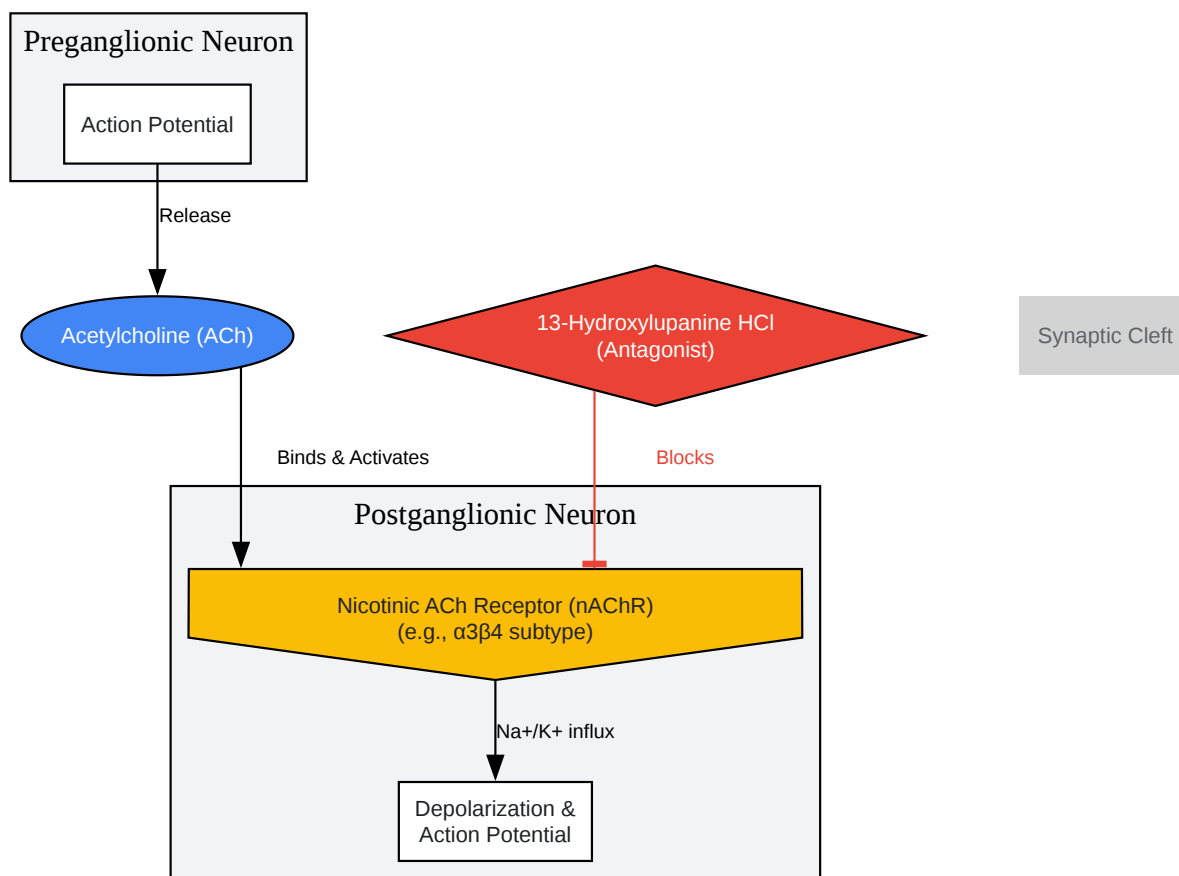 Preganglionic Neuron
Action Potential
Release
Acetylcholine (ACh)
13-Hydroxylupanine HCl
(Antagonist)
Synaptic Cleft
Binds & Activates
Blocks
Postganglionic Neuron
Nicotinic ACh Receptor (nAChR)
(e.g., α3β4 subtype)
Na+/K+ influx
Depolarization &
Action Potential